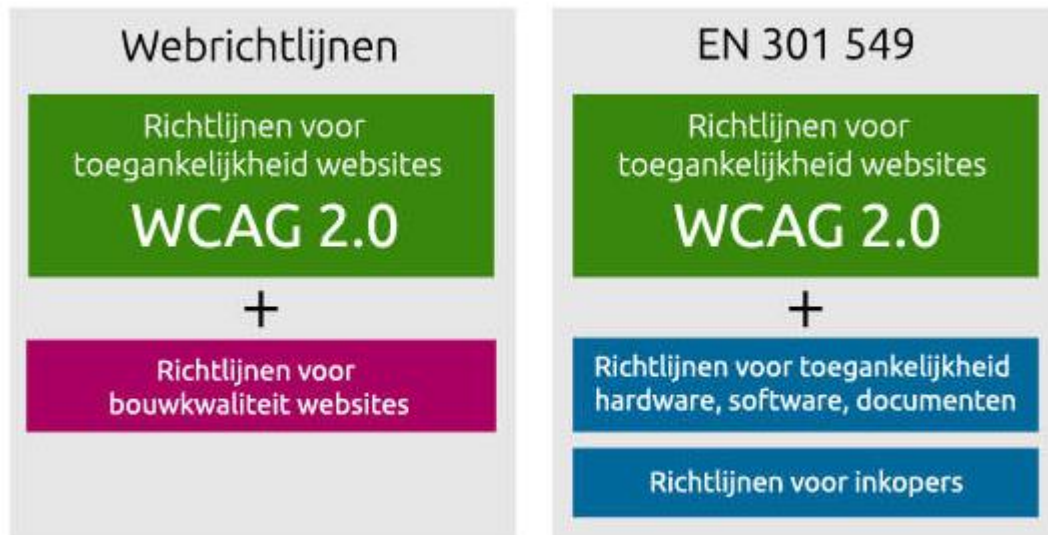 Webrichtlijnen
Richtlijnen voor
toegankelijkheid websites
WCAG 2.0
+
Richtlijnen voor
bouwkwaliteit websites
EN 301 549
Richtlijnen voor
toegankelijkheid websites
WCAG 2.0
+
Richtlijnen voor toegankelijkheid
hardware, software, documenten
Richtlijnen voor inkopers